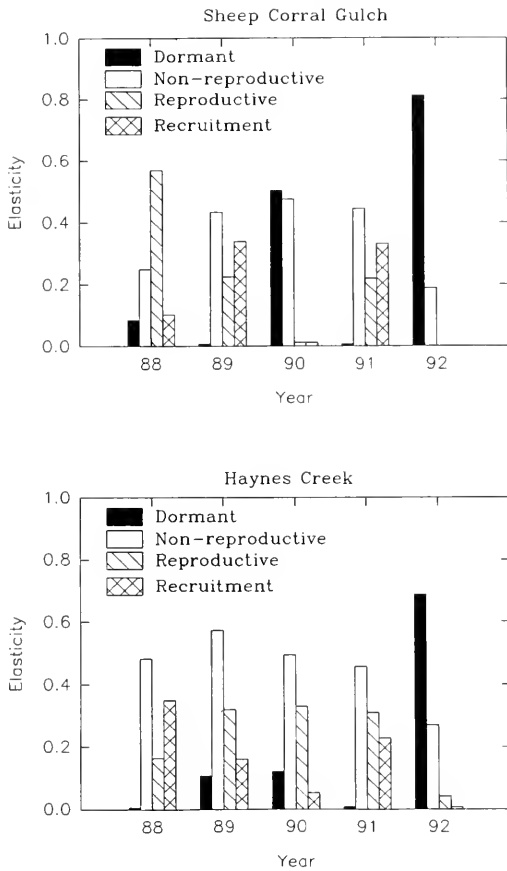 Sheep Corral Gulch
1.0
0.8
0.6
0.4
0.2
0.0
Elasticity
Dormant
Non-reproductive
Reproductive
Recruitment
88 89 90 91 92
Year
Haynes Creek
1.0
0.8
0.6
0.4
0.2
0.0
Elasticity
Dormant
Non-reproductive
Reproductive
Recruitment
88 89 90 91 92
Year